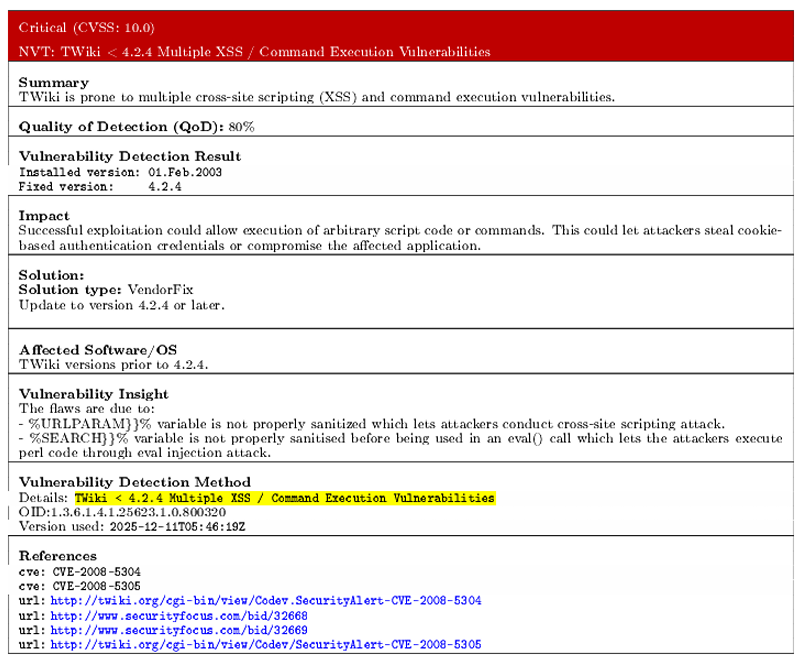 Critical (CVSS: 10.0)
NVT: TWiki < 4.2.4 Multiple XSS / Command Execution Vulnerabilities
Summary
TWiki is prone to multiple cross-site scripting (XSS) and command execution vulnerabilities.
Quality of Detection (QoD): 80%
Vulnerability Detection Result
Installed version: 01.Feb.2003
Fixed version: 4.2.4
Impact
Successful exploitation could allow execution of arbitrary script code or commands. This could let attackers steal cookie-
based authentication credentials or compromise the affected application.
Solution:
Solution type: VendorFix
Update to version 4.2.4 or later.
Affected Software/OS
TWiki versions prior to 4.2.4.
Vulnerability Insight
The flaws are due to:
- %URLPARAM}}% variable is not properly sanitized which lets attackers conduct cross-site scripting attack.
- %SEARCH}}% variable is not properly sanitised before being used in an eval() call which lets the attackers execute
perl code through eval injection attack.
Vulnerability Detection Method
Details: TWiki < 4.2.4 Multiple XSS / Command Execution Vulnerabilities
OID:1.3.6.1.4.1.25623.1.0.800320
Version used: 2025-12-11T05:46:19Z
References
cve: CVE-2008-5304
cve: CVE-2008-5305
url: http://twiki.org/cgi-bin/view/Codev.SecurityAlert-CVE-2008-5304
url: http://www.securityfocus.com/bid/32668
url: http://www.securityfocus.com/bid/32669
url: http://twiki.org/cgi-bin/view/Codev/SecurityAlert-CVE-2008-5305